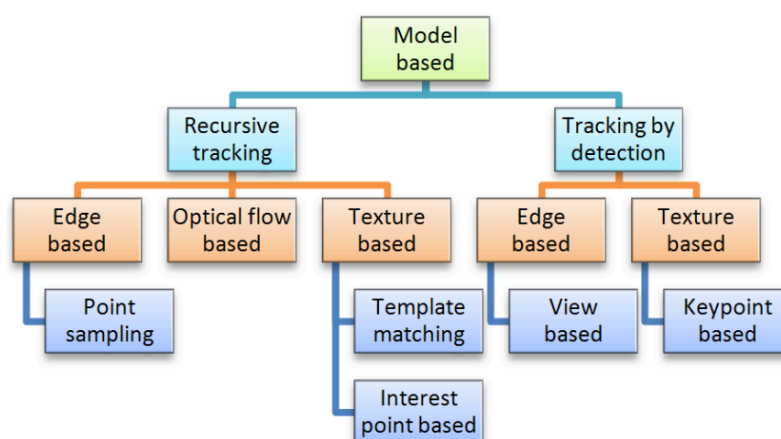 Model
based
Recursive
tracking
Tracking by
detection
Edge
based
Optical flow
based
Texture
based
Edge
based
Texture
based
Point
sampling
Template
matching
View
based
Keypoint
based
Interest
point based